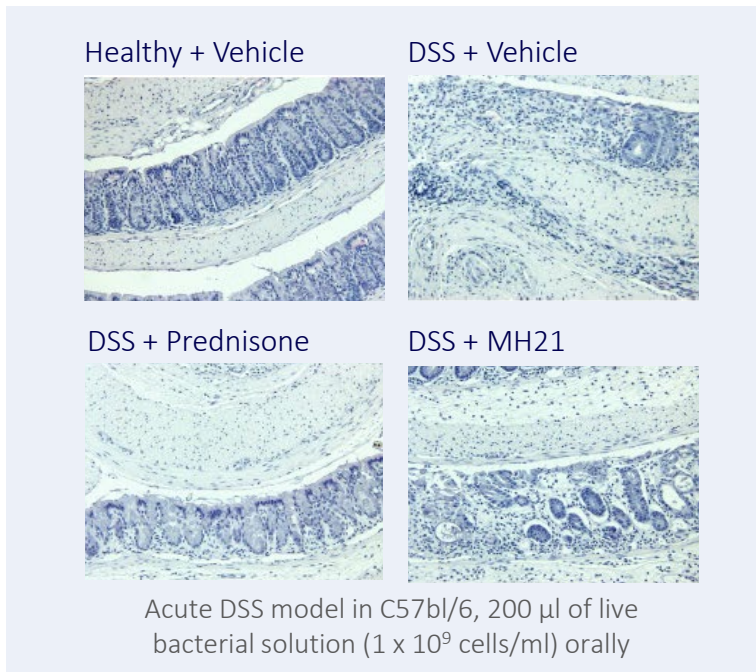 Healthy + Vehicle
DSS + Vehicle
DSS + Prednisone
DSS + MH21
Acute DSS model in C57bl/6, 200 µl of live
bacterial solution (1 x 10⁹ cells/ml) orally